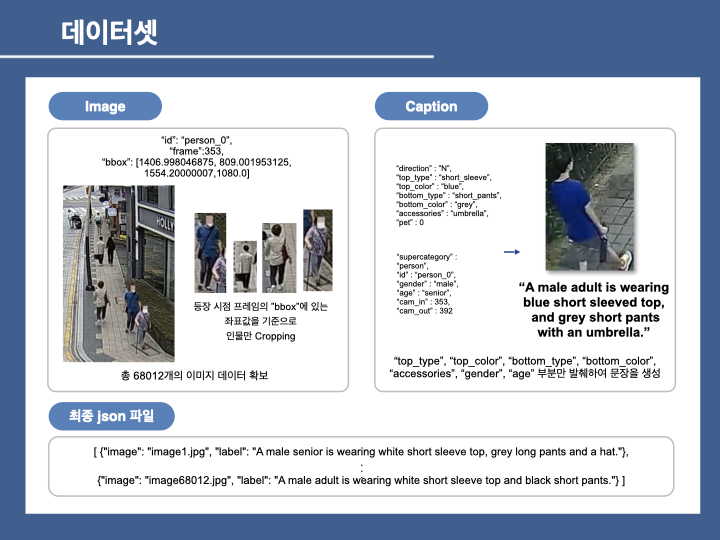 데이터셋
Image
“id”: “person_0”,
“frame”:353,
“bbox”: [1406.998046875, 809.001953125,
1554.20000007,1080.0]
HOLLY
등장 시점 프레임의 "bbox"에 있는
좌표값을 기준으로
인물만 Cropping
총 68012개의 이미지 데이터 확보
Caption
“direction” : "N”,
“top_type” : “short_sleeve”,
“top_color” : “blue”,
“bottom_type” : “short_pants”,
“bottom_color” : “grey”,
“accessories” : “umbrella”,
“pet” : 0
“supercategory” :
“person”,
“id” : “person_0”,
“gender” : “male”,
“age” : “senior”,
“cam_in” : 353,
“cam_out” : 392
“A male adult is wearing
blue short sleeved top,
and grey short pants
with an umbrella.”
“top_type”, “top_color”, “bottom_type”, “bottom_color”,
“accessories”, “gender”, “age” 부분만 발췌하여 문장을 생성
최종 json 파일
[ {"image": "image1.jpg", "label": "A male senior is wearing white short sleeve top, grey long pants and a hat."},
:
{"image": "image68012.jpg", "label": "A male adult is wearing white short sleeve top and black short pants."} ]